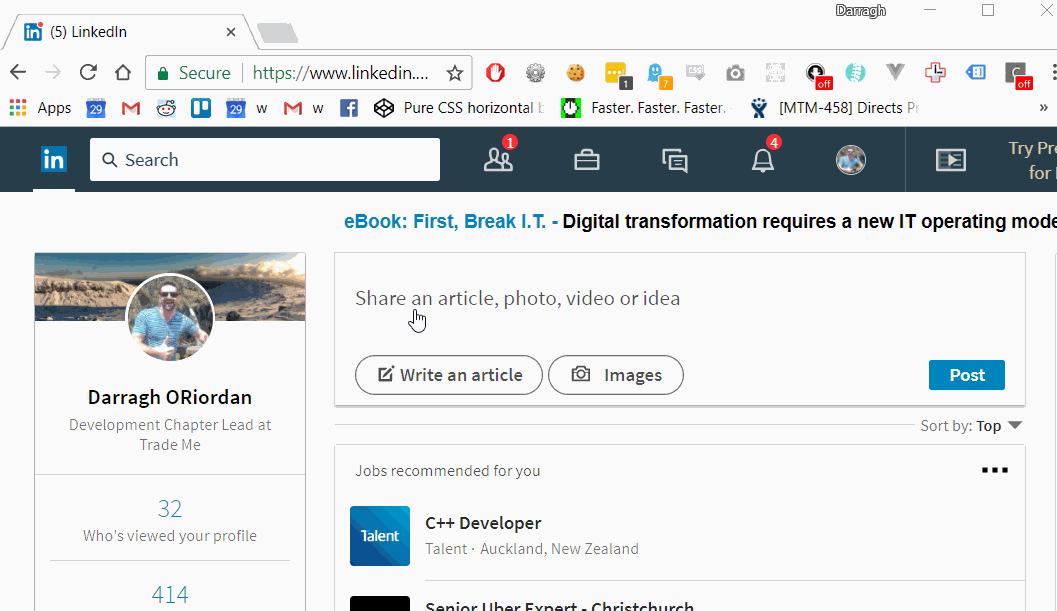 Darragh
in (5) LinkedIn
Secure https://www.linkedin....
1 7 off off
Apps 29 29 w w Pure CSS horizontal Faster. Faster. Faster. [MTM-458] Directs »
in Search 1 4 Try Pre
for
eBook: First, Break I.T. - Digital transformation requires a new IT operating mode
Share an article, photo, video or idea
Write an article Images Post
Darragh ORiordan
Development Chapter Lead at
Trade Me
32
Who's viewed your profile
414
Sort by: Top
Jobs recommended for you
Talent
C++ Developer
Talent · Auckland, New Zealand
Senior Uber Expert - Christchurch